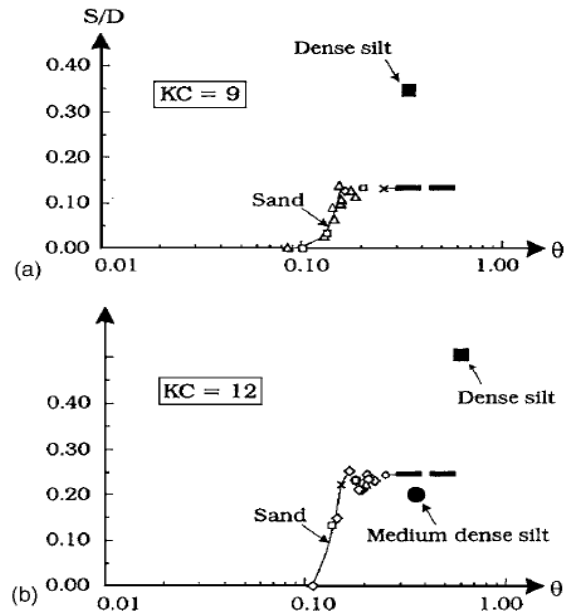 S/D
0.40
Dense silt
KC = 9
0.30
0.20
Sand
0.10
0.00
θ
(a)
0.01
0.10
1.00
KC = 12
Dense silt
0.40
0.30
0.20
Sand
Medium dense silt
0.10
0.00
θ
(b)
0.01
0.10
1.00